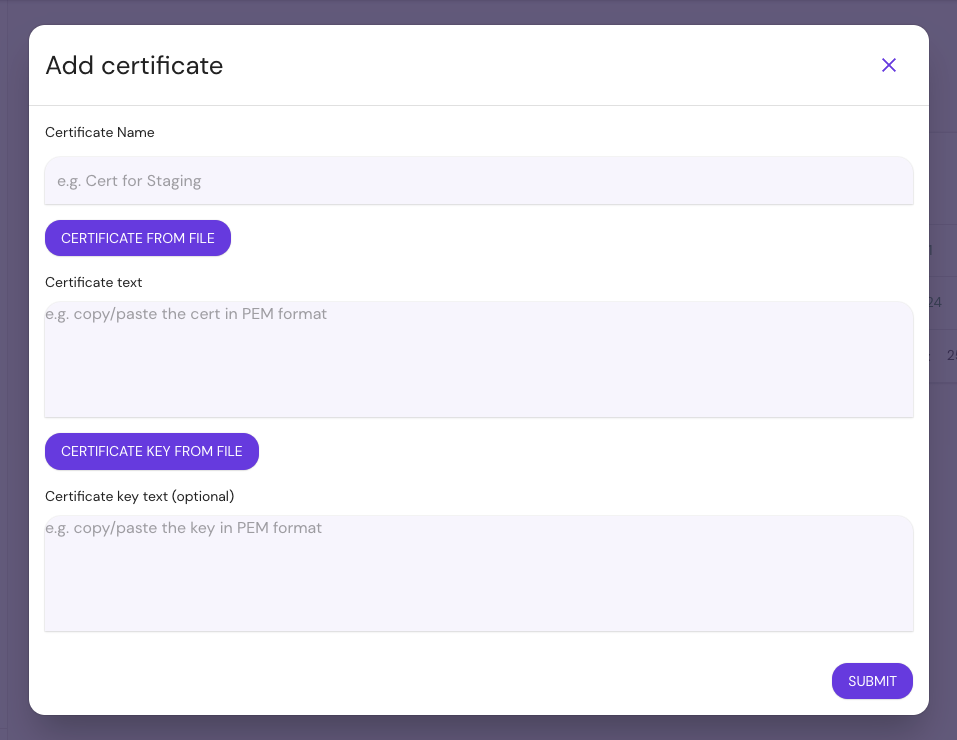 Add certificate
Certificate Name
e.g. Cert for Staging
CERTIFICATE FROM FILE
Certificate text
e.g. copy/paste the cert in PEM format
CERTIFICATE KEY FROM FILE
Certificate key text (optional)
e.g. copy/paste the key in PEM format
SUBMIT